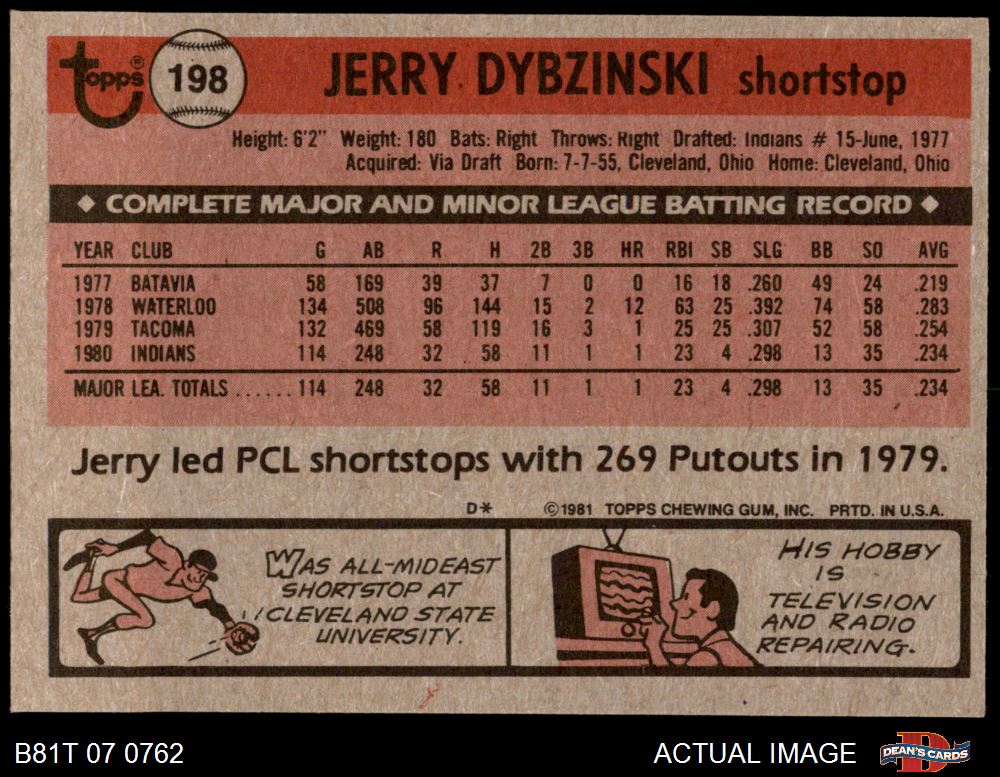 topps® 198 JERRY DYBZINSKI shortstop
Height: 6'2" Weight: 180 Bats: Right Throws: Right Drafted: Indians # 15-June, 1977
Acquired: Via Draft Born: 7-7-55, Cleveland, Ohio Home: Cleveland, Ohio
◆ COMPLETE MAJOR AND MINOR LEAGUE BATTING RECORD ◆
YEAR CLUB G AB R H 2B 3B HR RBI SB SLG BB SO AVG
1977 BATAVIA 58 169 39 37 7 0 0 16 18 .260 49 24 .219
1978 WATERLOO 134 508 96 144 15 2 12 63 25 .392 74 58 .283
1979 TACOMA 132 469 58 119 16 3 1 25 25 .307 52 58 .254
1980 INDIANS 114 248 32 58 11 1 1 23 4 .298 13 35 .234
MAJOR LEA. TOTALS ...... 114 248 32 58 11 1 1 23 4 .298 13 35 .234
Jerry led PCL shortstops with 269 Putouts in 1979.
D* ©1981 TOPPS CHEWING GUM, INC. PRTD. IN U.S.A.
WAS ALL-MIDEAST
SHORTSTOP AT
CLEVELAND STATE
UNIVERSITY.
HIS HOBBY
IS
TELEVISION
AND RADIO
REPAIRING.
B81T 07 0762 ACTUAL IMAGE DEAN'S CARDS